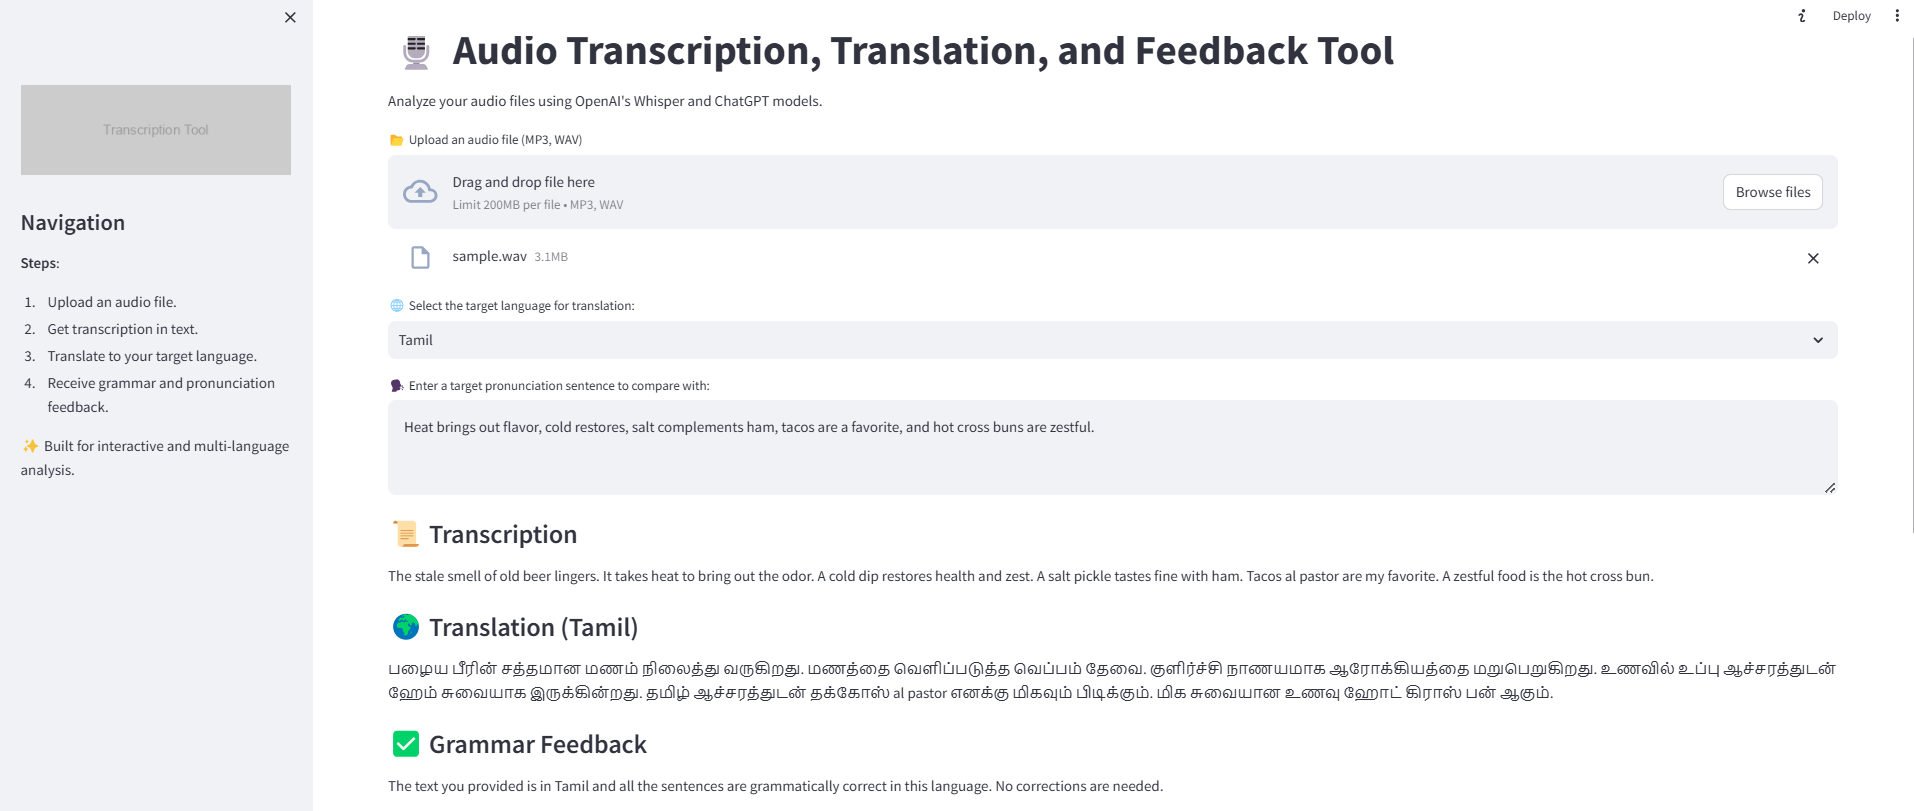 Transcription Tool
Navigation
Steps:
1. Upload an audio file.
2. Get transcription in text.
3. Translate to your target language.
4. Receive grammar and pronunciation
feedback.
✨ Built for interactive and multi-language
analysis.
Deploy
Audio Transcription, Translation, and Feedback Tool
Analyze your audio files using OpenAI's Whisper and ChatGPT models.
Upload an audio file (MP3, WAV)
Drag and drop file here
Limit 200MB per file • MP3, WAV
Browse files
sample.wav 3.1MB
Select the target language for translation:
Tamil
Enter a target pronunciation sentence to compare with:
Heat brings out flavor, cold restores, salt complements ham, tacos are a favorite, and hot cross buns are zestful.
Transcription
The stale smell of old beer lingers. It takes heat to bring out the odor. A cold dip restores health and zest. A salt pickle tastes fine with ham. Tacos al pastor are my favorite. A zestful food is the hot cross bun.
Translation (Tamil)
பழைய பீரின் சத்தமான மணம் நிலைத்து வருகிறது. மணத்தை வெளிப்படுத்த வெப்பம் தேவை. குளிர்ச்சி நாணயமாக ஆரோக்கியத்தை மறுபெறுகிறது. உணவில் உப்பு ஆச்சரத்துடன்
ஹேம் சுவையாக இருக்கின்றது. தமிழ் ஆச்சரத்துடன் தக்கோஸ் al pastor எனக்கு மிகவும் பிடிக்கும். மிக சுவையான உணவு ஹோட் கிராஸ் பன் ஆகும்.
Grammar Feedback
The text you provided is in Tamil and all the sentences are grammatically correct in this language. No corrections are needed.